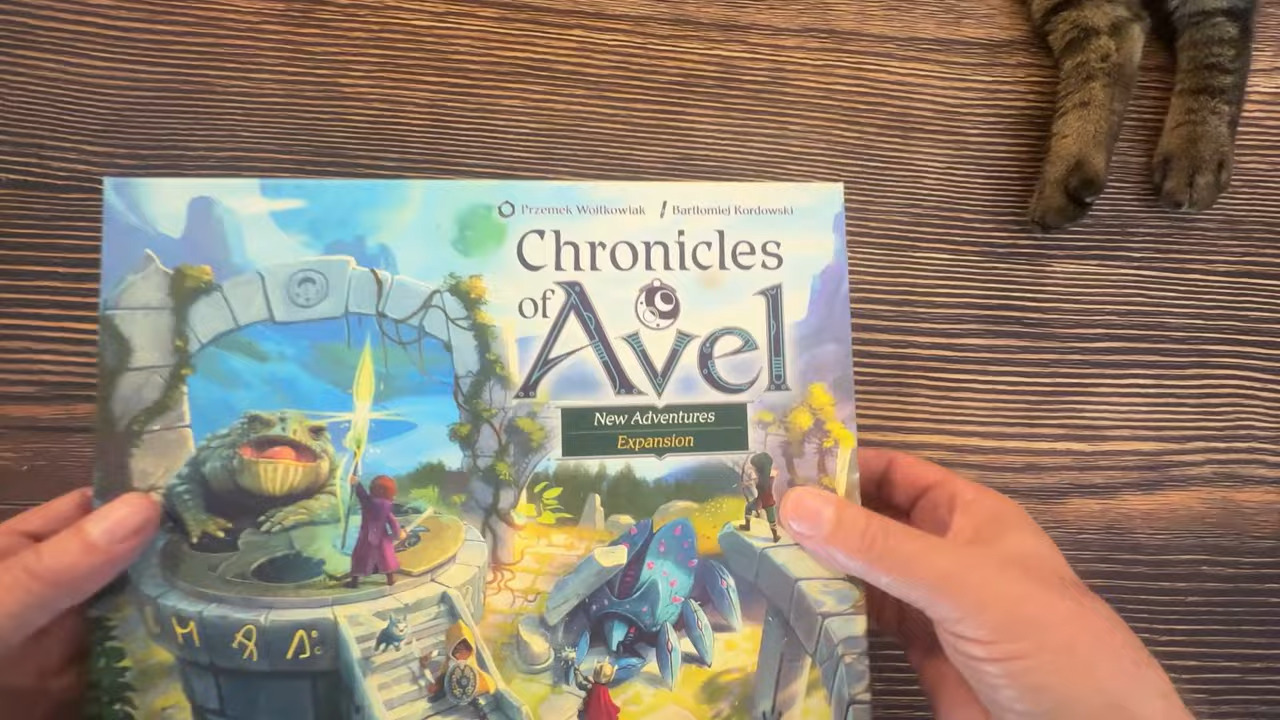 Przemek Wojtkowiak Bartłomiej Kordowski
Chronicles
of Avel
New Adventures
Expansion